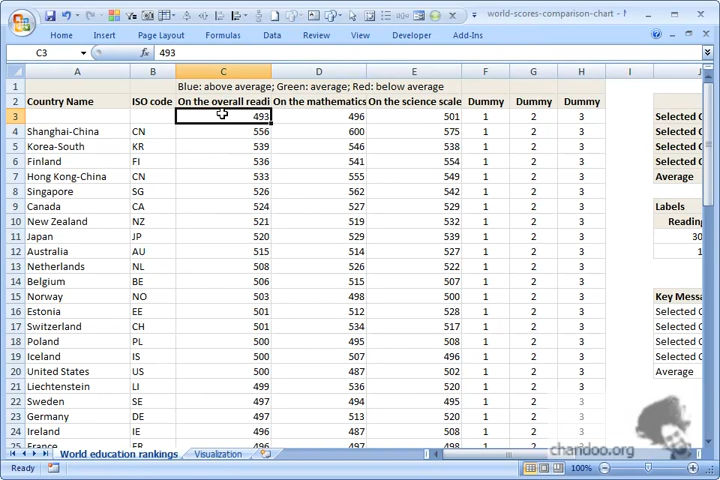 world-scores-comparison-chart - M
Home Insert Page Layout Formulas Data Review View Developer Add-Ins
C3 fx 493
A B C D E F G H I J
1 Blue: above average; Green: average; Red: below average
2 Country Name ISO code On the overall readi On the mathematics On the science scale Dummy Dummy Dummy
3 493 496 501 1 2 3 Selected C
4 Shanghai-China CN 556 600 575 1 2 3 Selected C
5 Korea-South KR 539 546 538 1 2 3 Selected C
6 Finland FI 536 541 554 1 2 3 Selected C
7 Hong Kong-China CN 533 555 549 1 2 3 Average
8 Singapore SG 526 562 542 1 2 3
9 Canada CA 524 527 529 1 2 3 Labels
10 New Zealand NZ 521 519 532 1 2 3 Readin
11 Japan JP 520 529 539 1 2 3 30
12 Australia AU 515 514 527 1 2 3 1
13 Netherlands NL 508 526 522 1 2 3
14 Belgium BE 506 515 507 1 2 3
15 Norway NO 503 498 500 1 2 3 Key Messa
16 Estonia EE 501 512 528 1 2 3 Selected C
17 Switzerland CH 501 534 517 1 2 3 Selected C
18 Poland PL 500 495 508 1 2 3 Selected C
19 Iceland IS 500 507 496 1 2 3 Selected C
20 United States US 500 487 502 1 2 3 Average
21 Liechtenstein LI 499 536 520 1 2 3
22 Sweden SE 497 494 495 1 2 3
23 Germany DE 497 513 520 1 2 3
24 Ireland IE 496 487 508 1 2 3
25 France FR 496 497 498 1 2 3
chandoo.org
World education rankings Visualization
Ready 100%